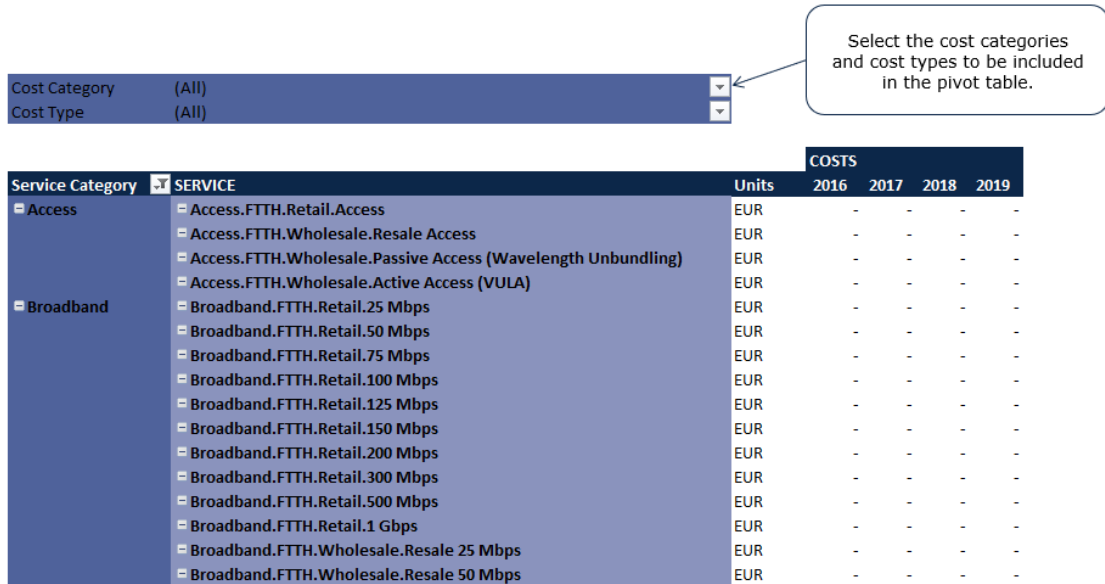 Select the cost categories
and cost types to be included
in the pivot table.
Cost Category (All)
Cost Type (All)
COSTS
Service Category SERVICE Units 2016 2017 2018 2019
Access Access.FTTH.Retail.Access EUR - - - -
Access.FTTH.Wholesale.Resale Access EUR - - - -
Access.FTTH.Wholesale.Passive Access (Wavelength Unbundling) EUR - - - -
Access.FTTH.Wholesale.Active Access (VULA) EUR - - - -
Broadband Broadband.FTTH.Retail.25 Mbps EUR - - - -
Broadband.FTTH.Retail.50 Mbps EUR - - - -
Broadband.FTTH.Retail.75 Mbps EUR - - - -
Broadband.FTTH.Retail.100 Mbps EUR - - - -
Broadband.FTTH.Retail.125 Mbps EUR - - - -
Broadband.FTTH.Retail.150 Mbps EUR - - - -
Broadband.FTTH.Retail.200 Mbps EUR - - - -
Broadband.FTTH.Retail.300 Mbps EUR - - - -
Broadband.FTTH.Retail.500 Mbps EUR - - - -
Broadband.FTTH.Retail.1 Gbps EUR - - - -
Broadband.FTTH.Wholesale.Resale 25 Mbps EUR - - - -
Broadband.FTTH.Wholesale.Resale 50 Mbps EUR - - - -